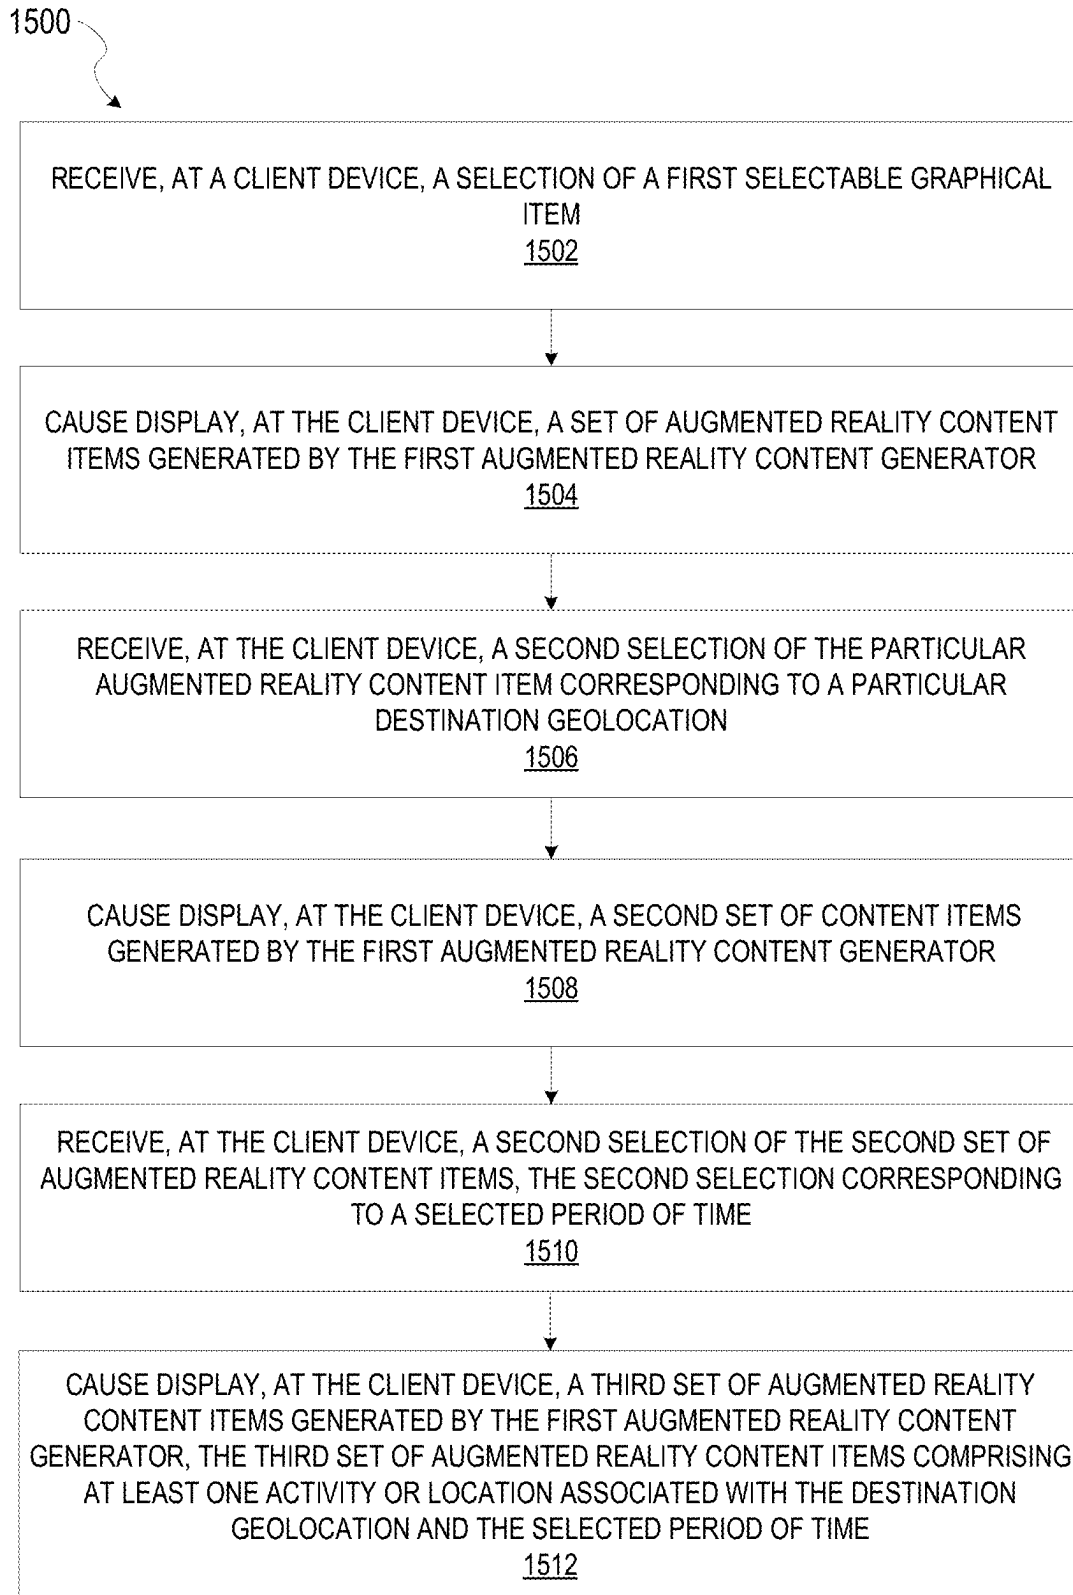 1500
RECEIVE, AT A CLIENT DEVICE, A SELECTION OF A FIRST SELECTABLE GRAPHICAL
ITEM
1502
CAUSE DISPLAY, AT THE CLIENT DEVICE, A SET OF AUGMENTED REALITY CONTENT
ITEMS GENERATED BY THE FIRST AUGMENTED REALITY CONTENT GENERATOR
1504
RECEIVE, AT THE CLIENT DEVICE, A SECOND SELECTION OF THE PARTICULAR
AUGMENTED REALITY CONTENT ITEM CORRESPONDING TO A PARTICULAR
DESTINATION GEOLOCATION
1506
CAUSE DISPLAY, AT THE CLIENT DEVICE, A SECOND SET OF CONTENT ITEMS
GENERATED BY THE FIRST AUGMENTED REALITY CONTENT GENERATOR
1508
RECEIVE, AT THE CLIENT DEVICE, A SECOND SELECTION OF THE SECOND SET OF
AUGMENTED REALITY CONTENT ITEMS, THE SECOND SELECTION CORRESPONDING
TO A SELECTED PERIOD OF TIME
1510
CAUSE DISPLAY, AT THE CLIENT DEVICE, A THIRD SET OF AUGMENTED REALITY
CONTENT ITEMS GENERATED BY THE FIRST AUGMENTED REALITY CONTENT
GENERATOR, THE THIRD SET OF AUGMENTED REALITY CONTENT ITEMS COMPRISING
AT LEAST ONE ACTIVITY OR LOCATION ASSOCIATED WITH THE DESTINATION
GEOLOCATION AND THE SELECTED PERIOD OF TIME
1512